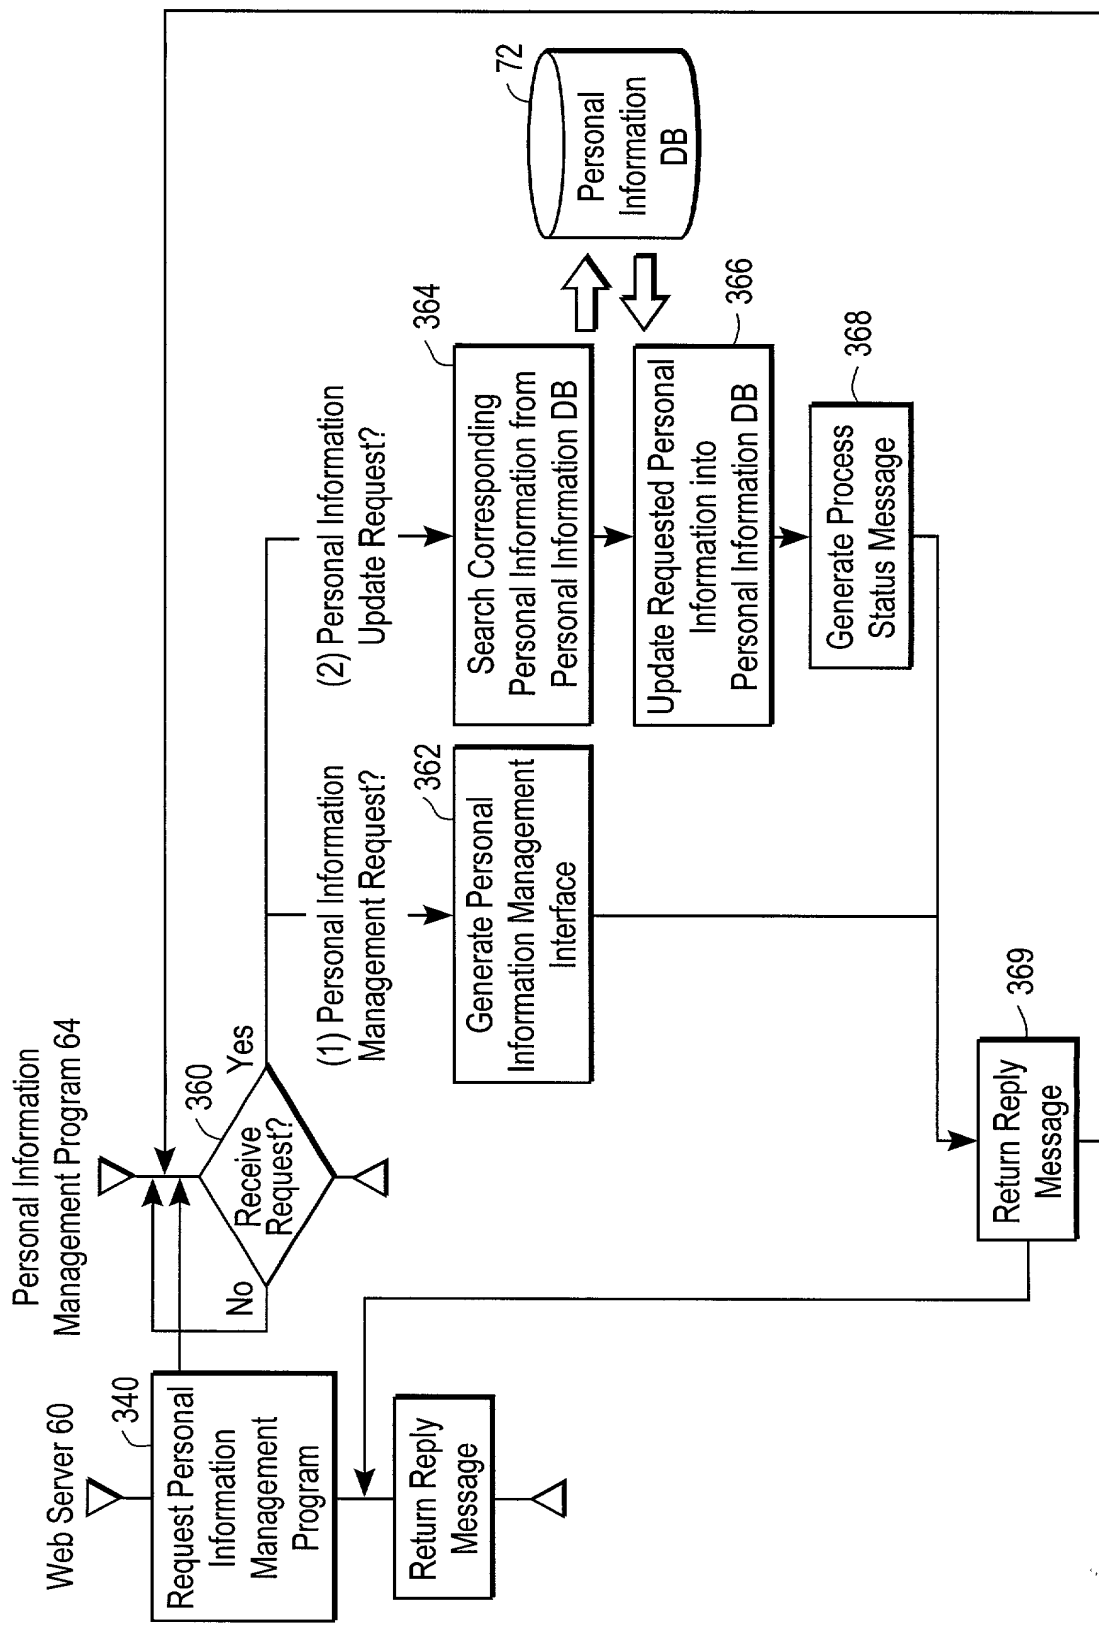 Web Server 60
340
Request Personal
Information
Management
Program
Return Reply
Message
Personal Information
Management Program 64
360
Receive
Request?
No
Yes
(1) Personal Information
Management Request?
362
Generate Personal
Information Management
Interface
(2) Personal Information
Update Request?
364
Search Corresponding
Personal Information from
Personal Information DB
72
Personal
Information
DB
366
Update Requested Personal
Information into
Personal Information DB
368
Generate Process
Status Message
369
Return Reply
Message